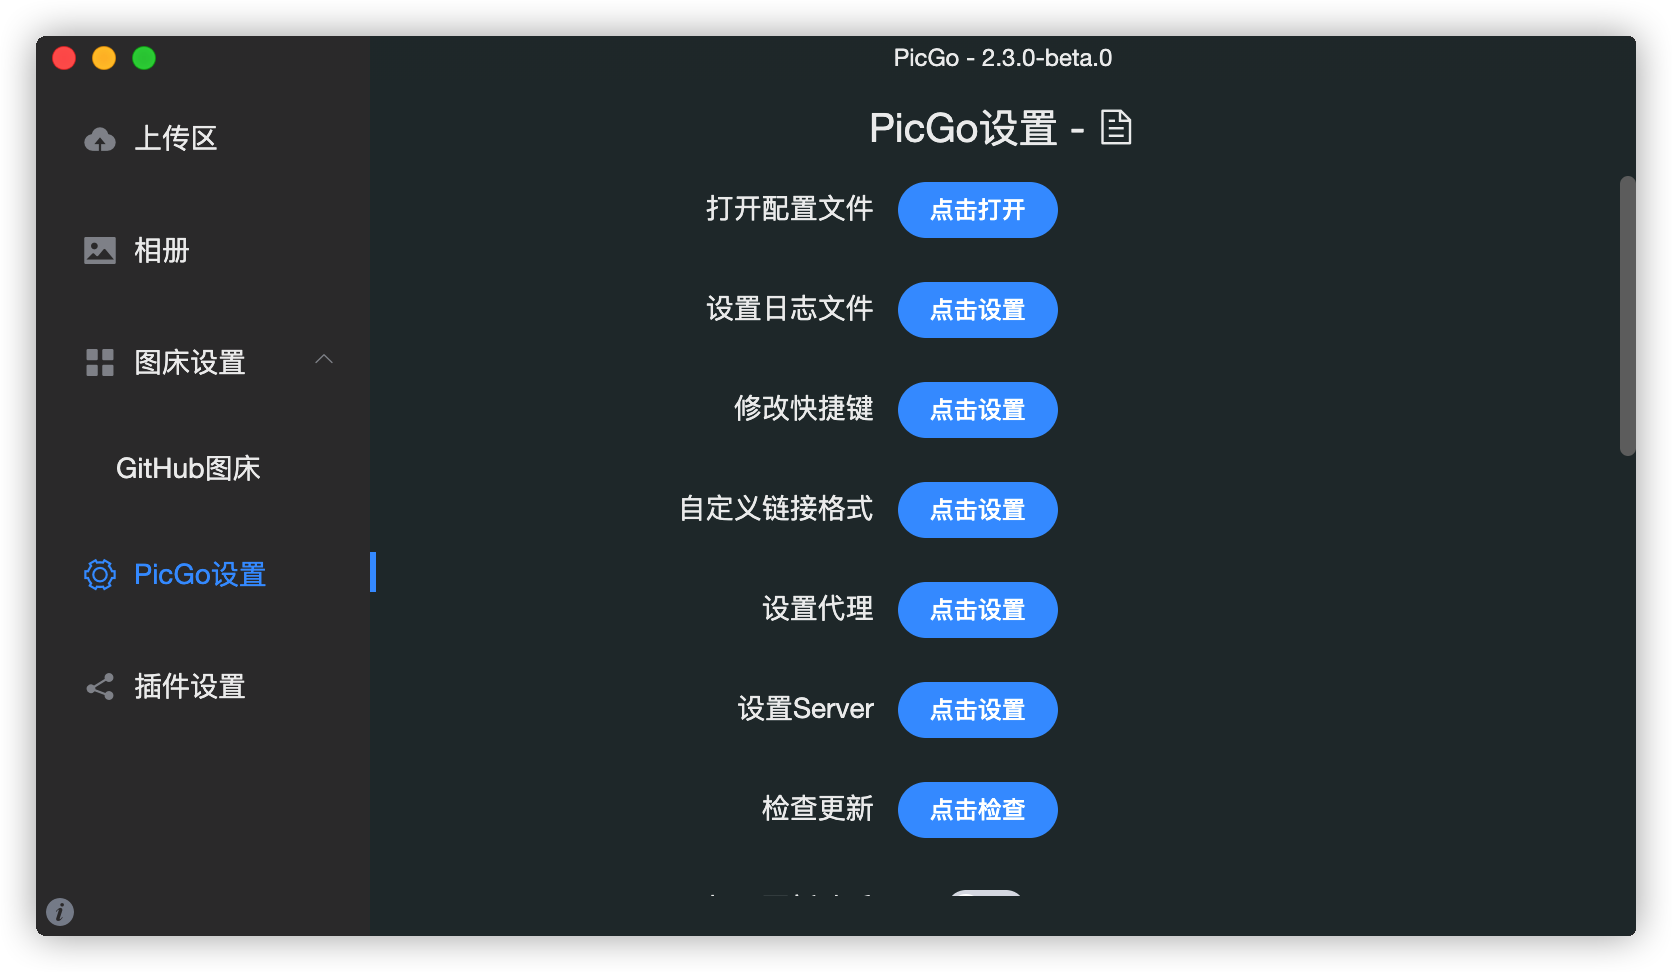 PicGo - 2.3.0-beta.0
上传区
相册
图床设置
GitHub图床
PicGo设置
插件设置
PicGo设置 -
打开配置文件 点击打开
设置日志文件 点击设置
修改快捷键 点击设置
自定义链接格式 点击设置
设置代理 点击设置
设置Server 点击设置
检查更新 点击检查